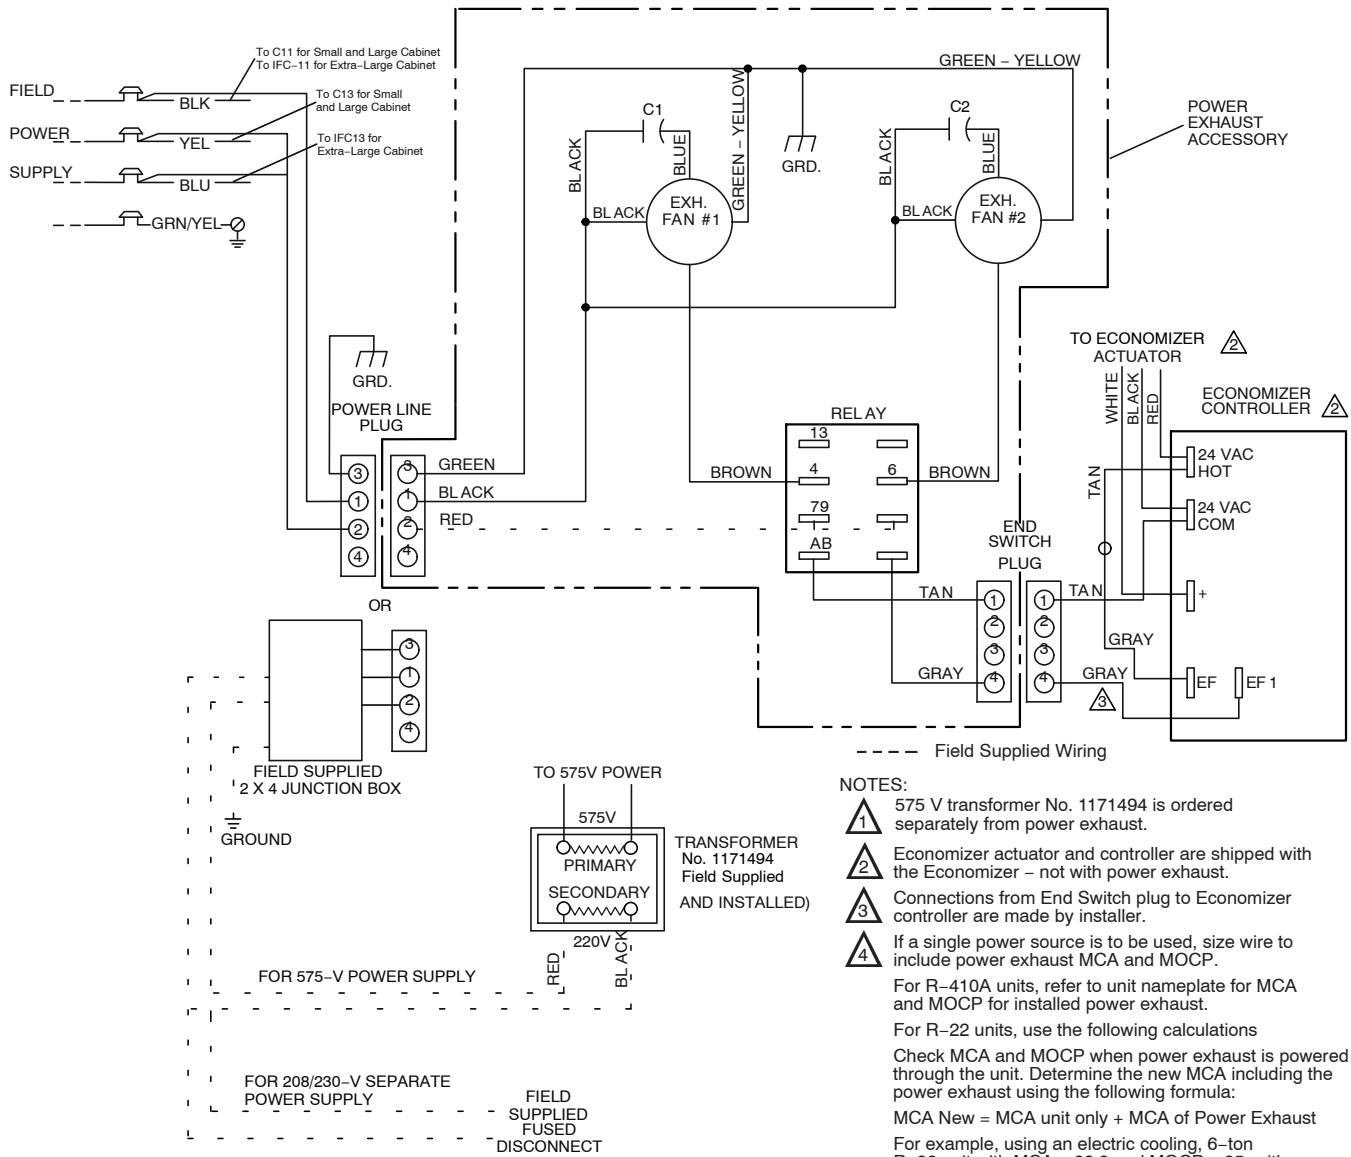 To C11 for Small and Large Cabinet
To IFC-11 for Extra-Large Cabinet
FIELD
BLK
To C13 for Small
and Large Cabinet
POWER
YEL
To IFC13 for
Extra-Large Cabinet
SUPPLY
BLU
GRN/YEL
GREEN - YELLOW
GREEN - YELLOW
C1
C2
BLACK
BLUE
GRD.
BLACK
BLUE
POWER
EXHAUST
ACCESSORY
BLACK
EXH.
FAN #1
BLACK
EXH.
FAN #2
GRD.
POWER LINE
PLUG
TO ECONOMIZER
ACTUATOR
2
WHITE
BLACK
RED
ECONOMIZER
CONTROLLER
2
RELAY
13
4
6
79
AB
3
1
2
4
3
1
2
4
GREEN
BLACK
RED
BROWN
BROWN
TAN
24 VAC
HOT
24 VAC
COM
+
EF
EF 1
END
SWITCH
PLUG
TAN
GRAY
1
2
3
4
1
2
3
4
TAN
GRAY
GRAY
3
OR
3
1
2
4
FIELD SUPPLIED
2 X 4 JUNCTION BOX
GROUND
Field Supplied Wiring
TO 575V POWER
575V
PRIMARY
SECONDARY
220V
RED
BLACK
TRANSFORMER
No. 1171494
Field Supplied
AND INSTALLED)
FOR 575-V POWER SUPPLY
FOR 208/230-V SEPARATE
POWER SUPPLY
FIELD
SUPPLIED
FUSED
DISCONNECT
NOTES:
1
575 V transformer No. 1171494 is ordered
separately from power exhaust.
2
Economizer actuator and controller are shipped with
the Economizer - not with power exhaust.
3
Connections from End Switch plug to Economizer
controller are made by installer.
4
If a single power source is to be used, size wire to
include power exhaust MCA and MOCP.
For R-410A units, refer to unit nameplate for MCA
and MOCP for installed power exhaust.
For R-22 units, use the following calculations
Check MCA and MOCP when power exhaust is powered
through the unit. Determine the new MCA including the
power exhaust using the following formula:
MCA New = MCA unit only + MCA of Power Exhaust
For example, using an electric cooling, 6-ton